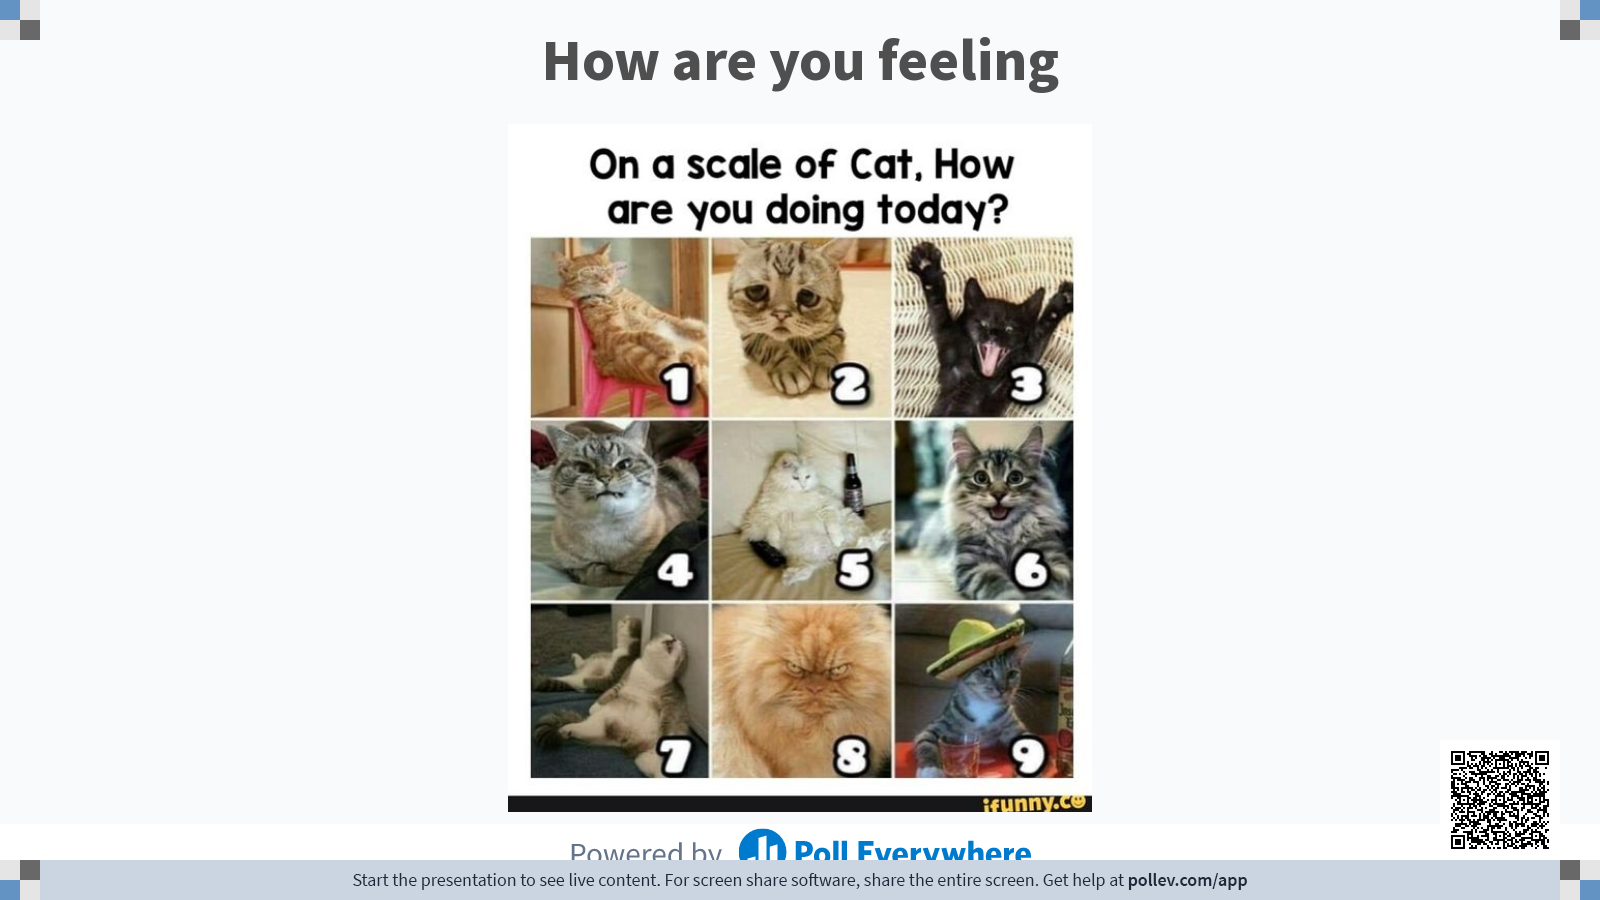 How are you feeling
On a scale of Cat, How
are you doing today?
1
2
3
4
5
6
7
8
9
ifunny.co
Powered by Poll Everywhere
Start the presentation to see live content. For screen share software, share the entire screen. Get help at pollev.com/app